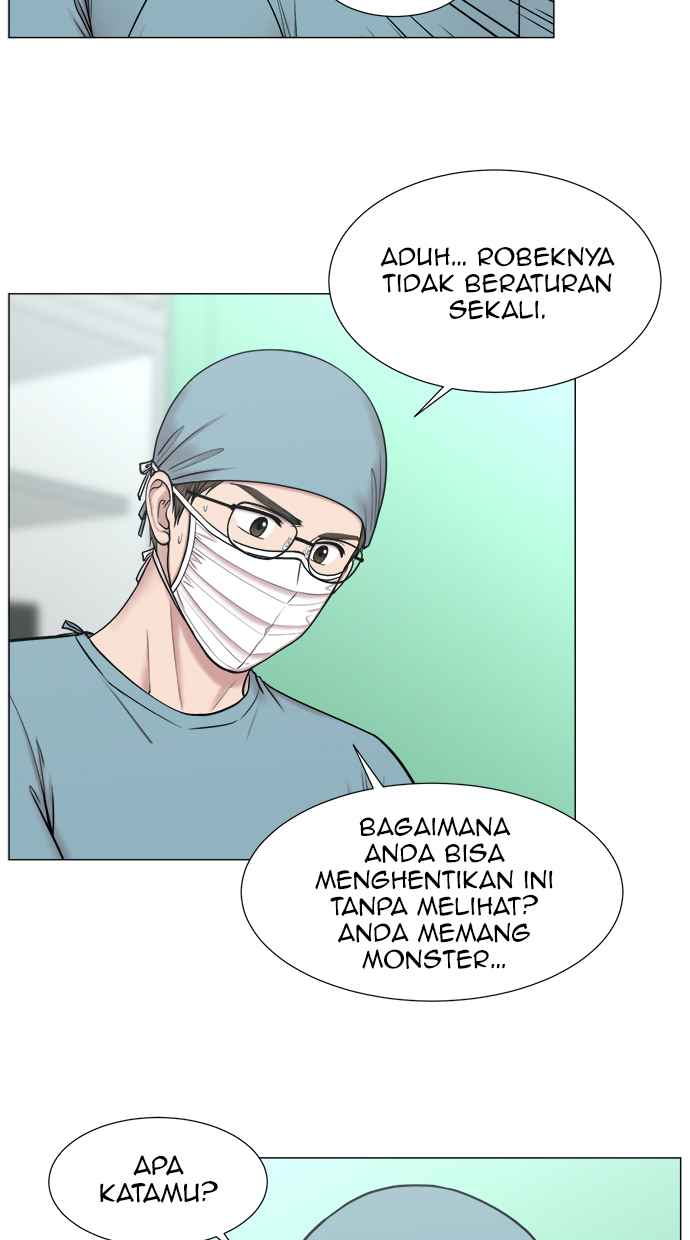 ADUH... ROBEKNYA
TIDAK BERATURAN
SEKALI.
BAGAIMANA
ANDA BISA
MENGHENTIKAN INI
TANPA MELIHAT?
ANDA MEMANG
MONSTER...
APA
KATAMU?